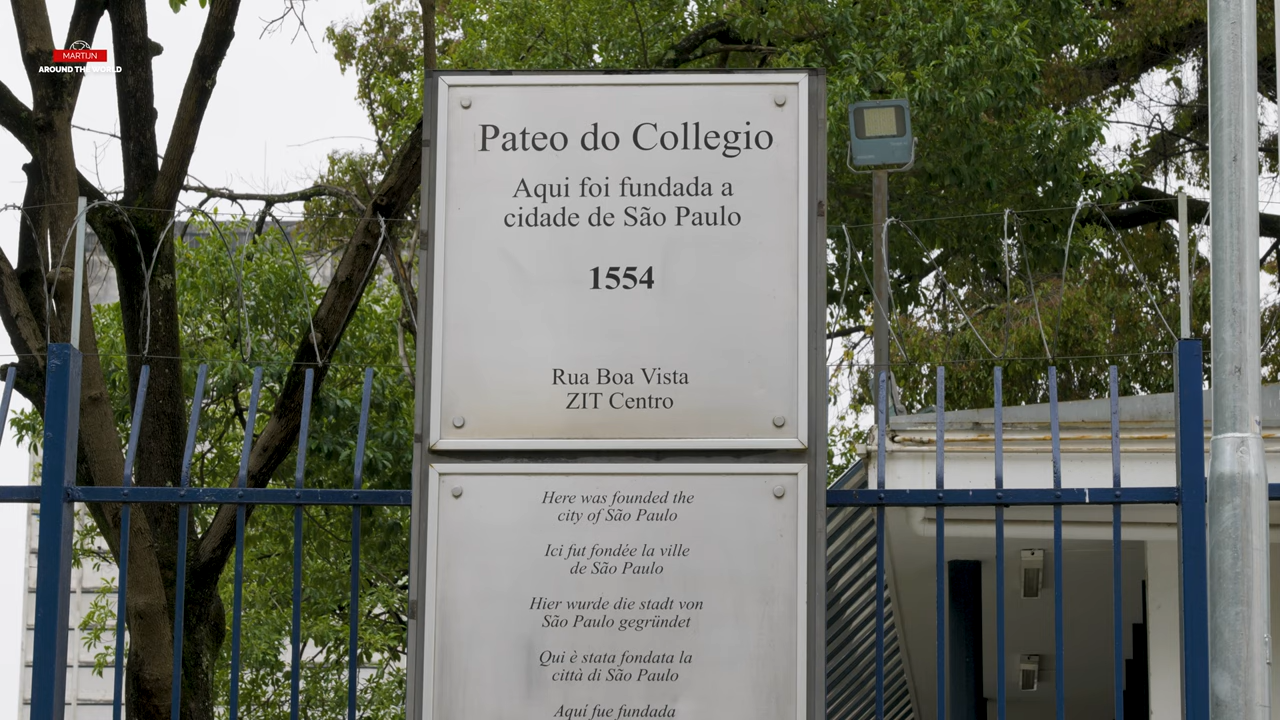 MARTIJN
AROUND THE WORLD
Pateo do Collegio
Aqui foi fundada a
cidade de São Paulo
1554
Rua Boa Vista
ZIT Centro
Here was founded the
city of São Paulo
Ici fut fondée la ville
de São Paulo
Hier wurde die stadt von
São Paulo gegründet
Qui è stata fondata la
città di São Paulo
Aqui fue fundada